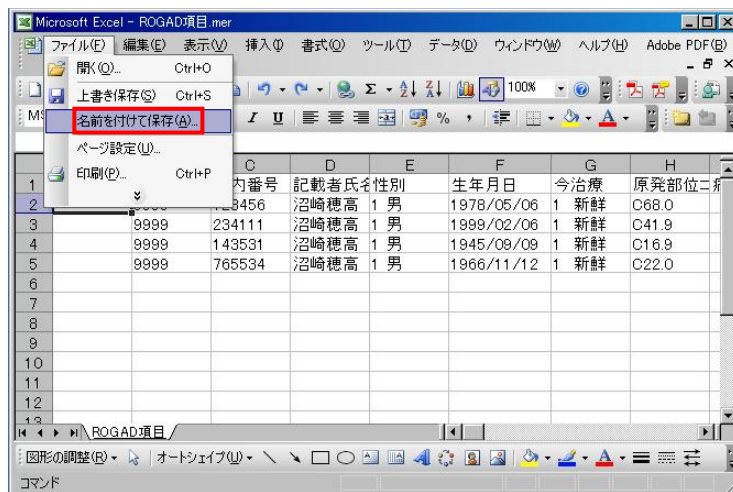 Microsoft Excel - ROGAD項目.mer
ファイル(F) 編集(E) 表示(V) 挿入(I) 書式(O) ツール(T) データ(D) ウィンドウ(W) ヘルプ(H) Adobe PDF(B)
開く(O)... Ctrl+O
上書き保存(S) Ctrl+S
名前を付けて保存(A)...
ページ設定(U)...
印刷(P)... Ctrl+P
100%
I U % ,
C D E F G H
1 内番号 記載者氏名 性別 生年月日 今治療 原発部位コ
2 9999 123456 沼崎穂高 1 男 1978/05/06 1 新鮮 C68.0
3 9999 234111 沼崎穂高 1 男 1999/02/06 1 新鮮 C41.9
4 9999 143531 沼崎穂高 1 男 1945/09/09 1 新鮮 C16.9
5 9999 765534 沼崎穂高 1 男 1966/11/12 1 新鮮 C22.0
6
7
8
9
10
11
12
13
ROGAD項目
図形の調整(R) オートシェイプ(U)
コマンド